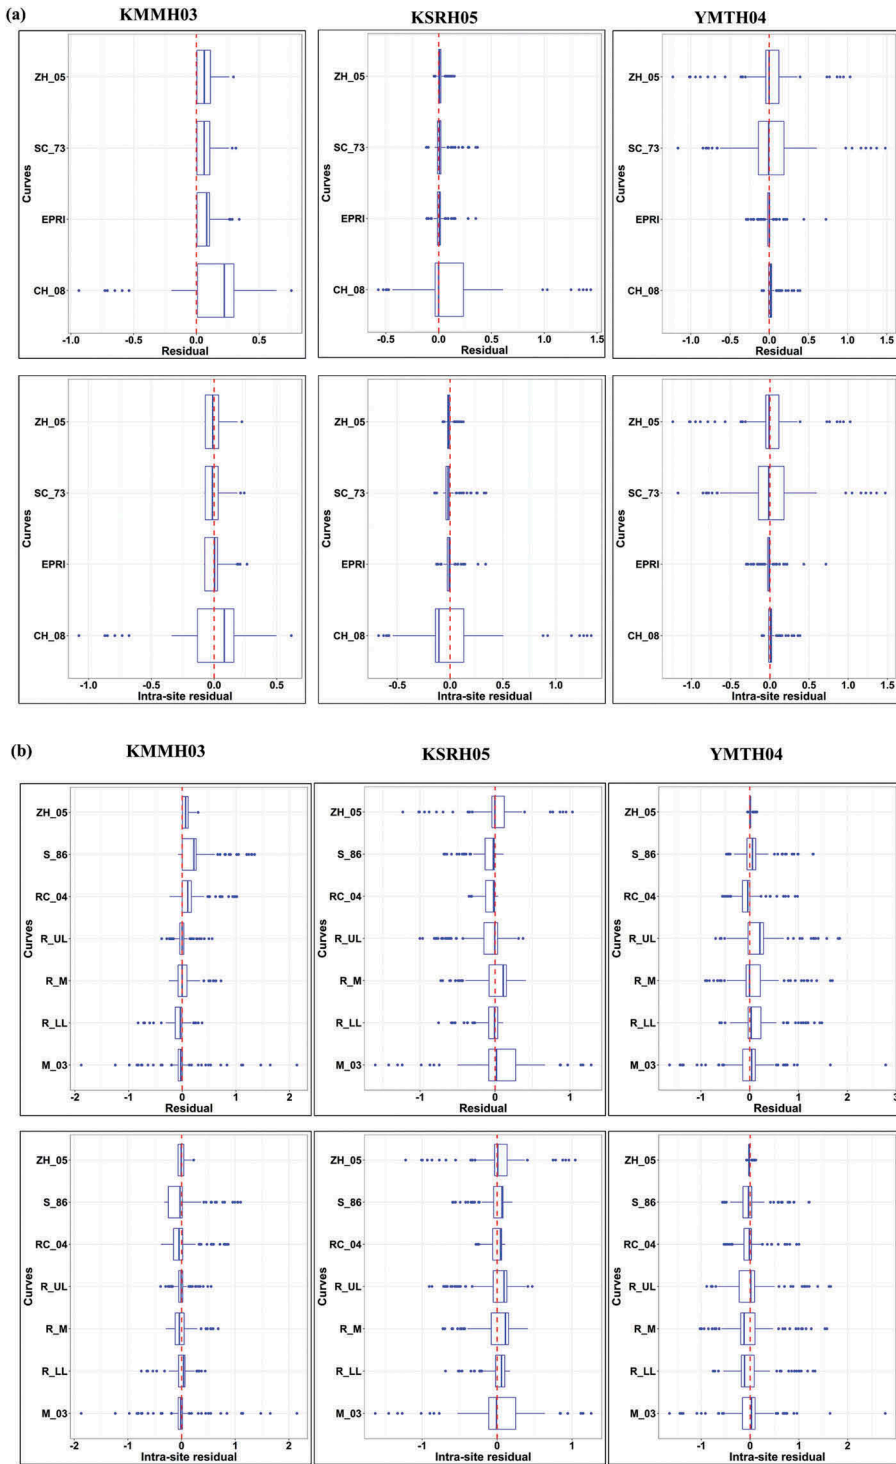 (a)
KMMH03 KSRH05 YMTH04
ZH_05 ZH_05 ZH_05
SC_73 SC_73 SC_73
Curves Curves Curves
EPRI EPRI EPRI
CH_08 CH_08 CH_08
-1.0 -0.5 0.0 0.5 -0.5 0.0 0.5 1.0 1.5 -1.0 -0.5 0.0 0.5 1.0 1.5
Residual Residual Residual
ZH_05 ZH_05 ZH_05
SC_73 SC_73 SC_73
Curves Curves Curves
EPRI EPRI EPRI
CH_08 CH_08 CH_08
-1.0 -0.5 0.0 0.5 -0.5 0.0 0.5 1.0 -1.0 -0.5 0.0 0.5 1.0 1.5
Intra-site residual Intra-site residual Intra-site residual
(b)
KMMH03 KSRH05 YMTH04
ZH_05 ZH_05 ZH_05
S_86 S_86 S_86
RC_04 RC_04 RC_04
Curves Curves Curves
R_UL R_UL R_UL
R_M R_M R_M
R_LL R_LL R_LL
M_03 M_03 M_03
-2 -1 0 1 2 -1 0 1 -1 0 1 2 3
Residual Residual Residual
ZH_05 ZH_05 ZH_05
S_86 S_86 S_86
RC_04 RC_04 RC_04
Curves Curves Curves
R_UL R_UL R_UL
R_M R_M R_M
R_LL R_LL R_LL
M_03 M_03 M_03
-2 -1 0 1 2 -1 0 1 -1 0 1 2
Intra-site residual Intra-site residual Intra-site residual